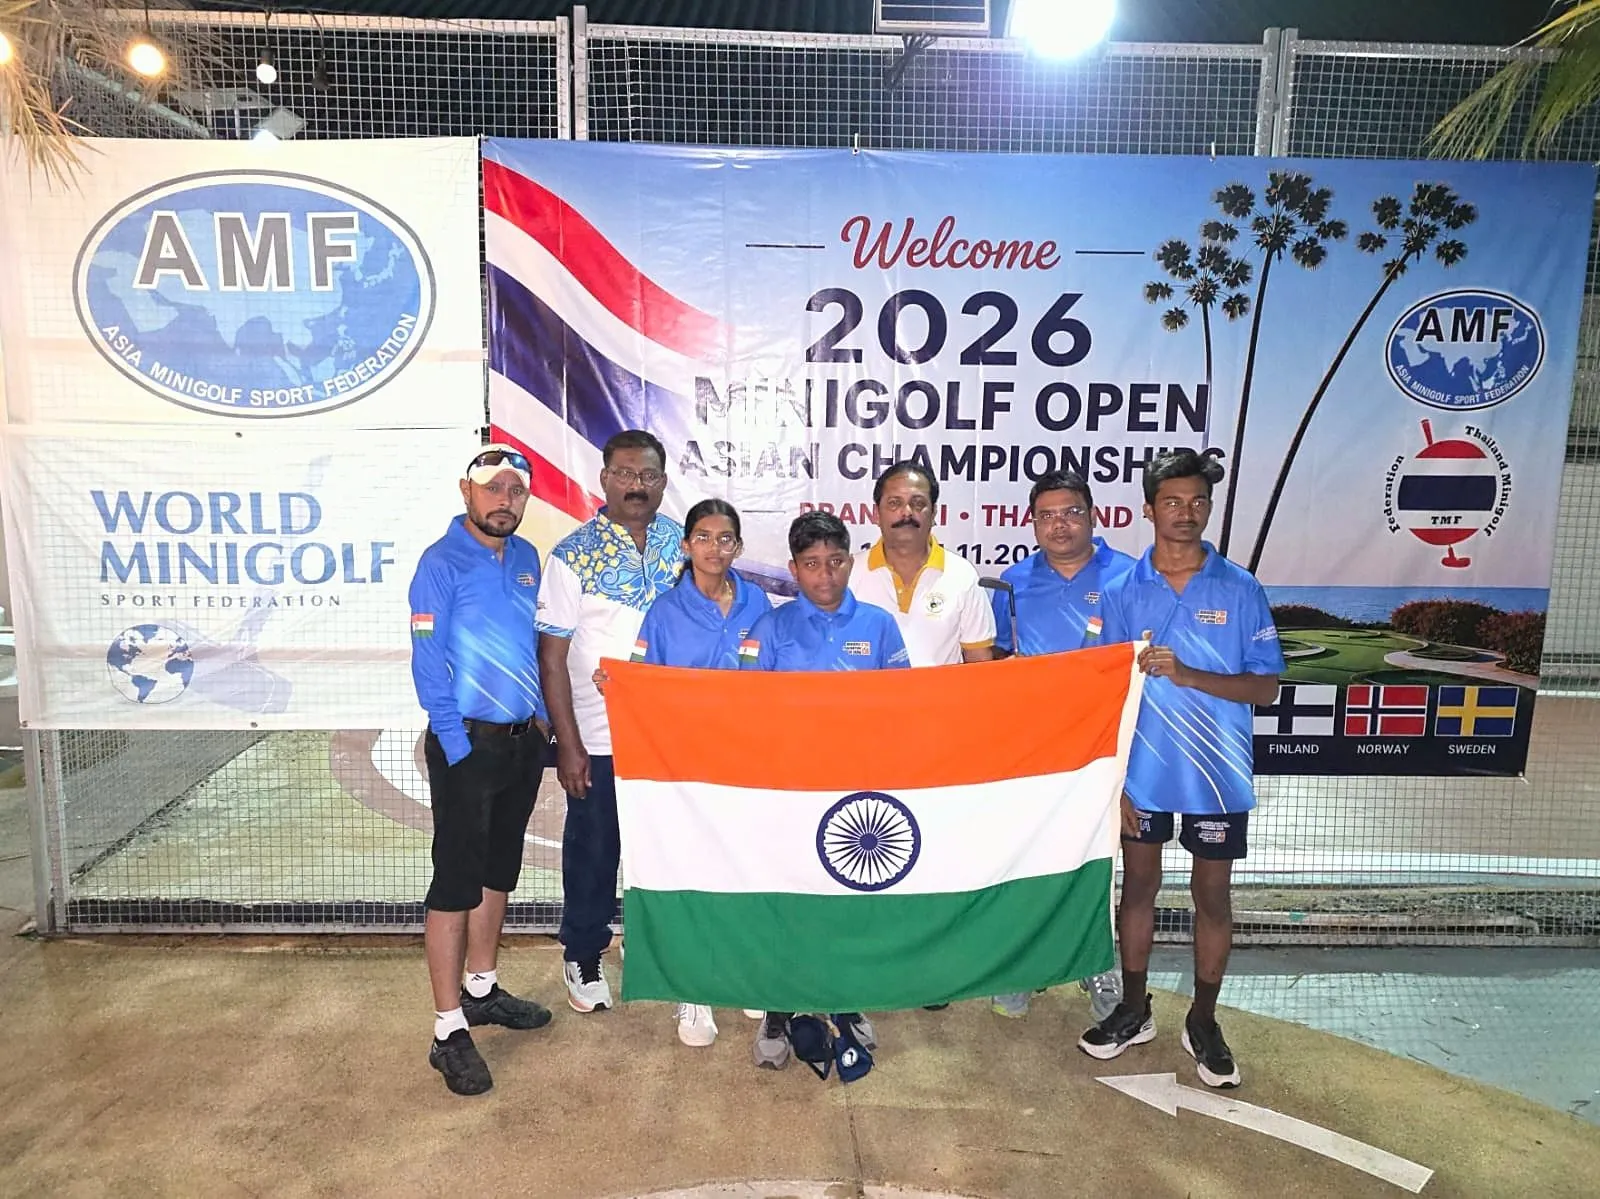 AMF
ASIA MINIGOLF SPORT FEDERATION
WORLD
MINIGOLF
SPORT FEDERATION
Welcome
2026
MINIGOLF OPEN
ASIAN CHAMPIONSHIPS
AMF
ASIA MINIGOLF SPORT FEDERATION
Thailand Minigolf
Federation
TMF
FINLAND
NORWAY
SWEDEN